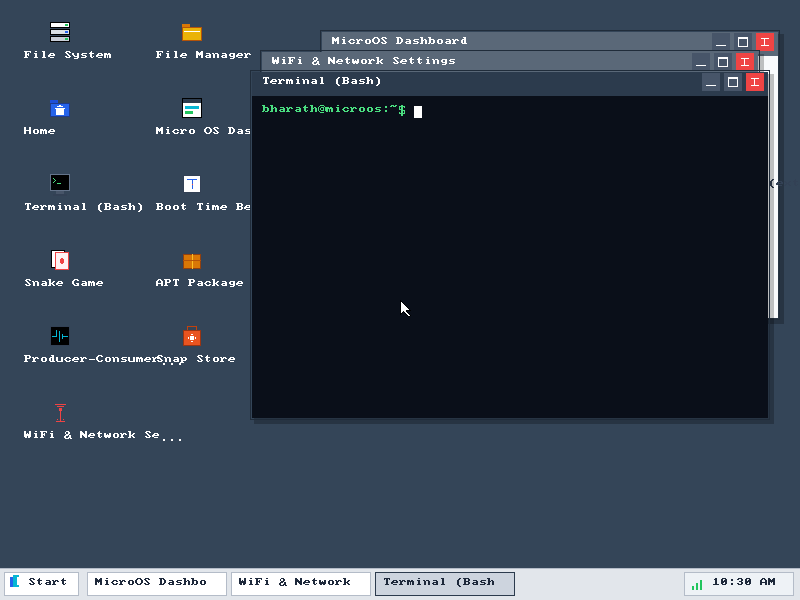 File System
File Manager
Home
Micro OS Das
Terminal (Bash)
Boot Time Be
Snake Game
APT Package
Producer-Consumer...
Snap Store
WiFi & Network Se...
MicroOS Dashboard
WiFi & Network Settings
Terminal (Bash)
bharath@microos:~$
Start
MicroOS Dashbo
WiFi & Network
Terminal (Bash
10:30 AM